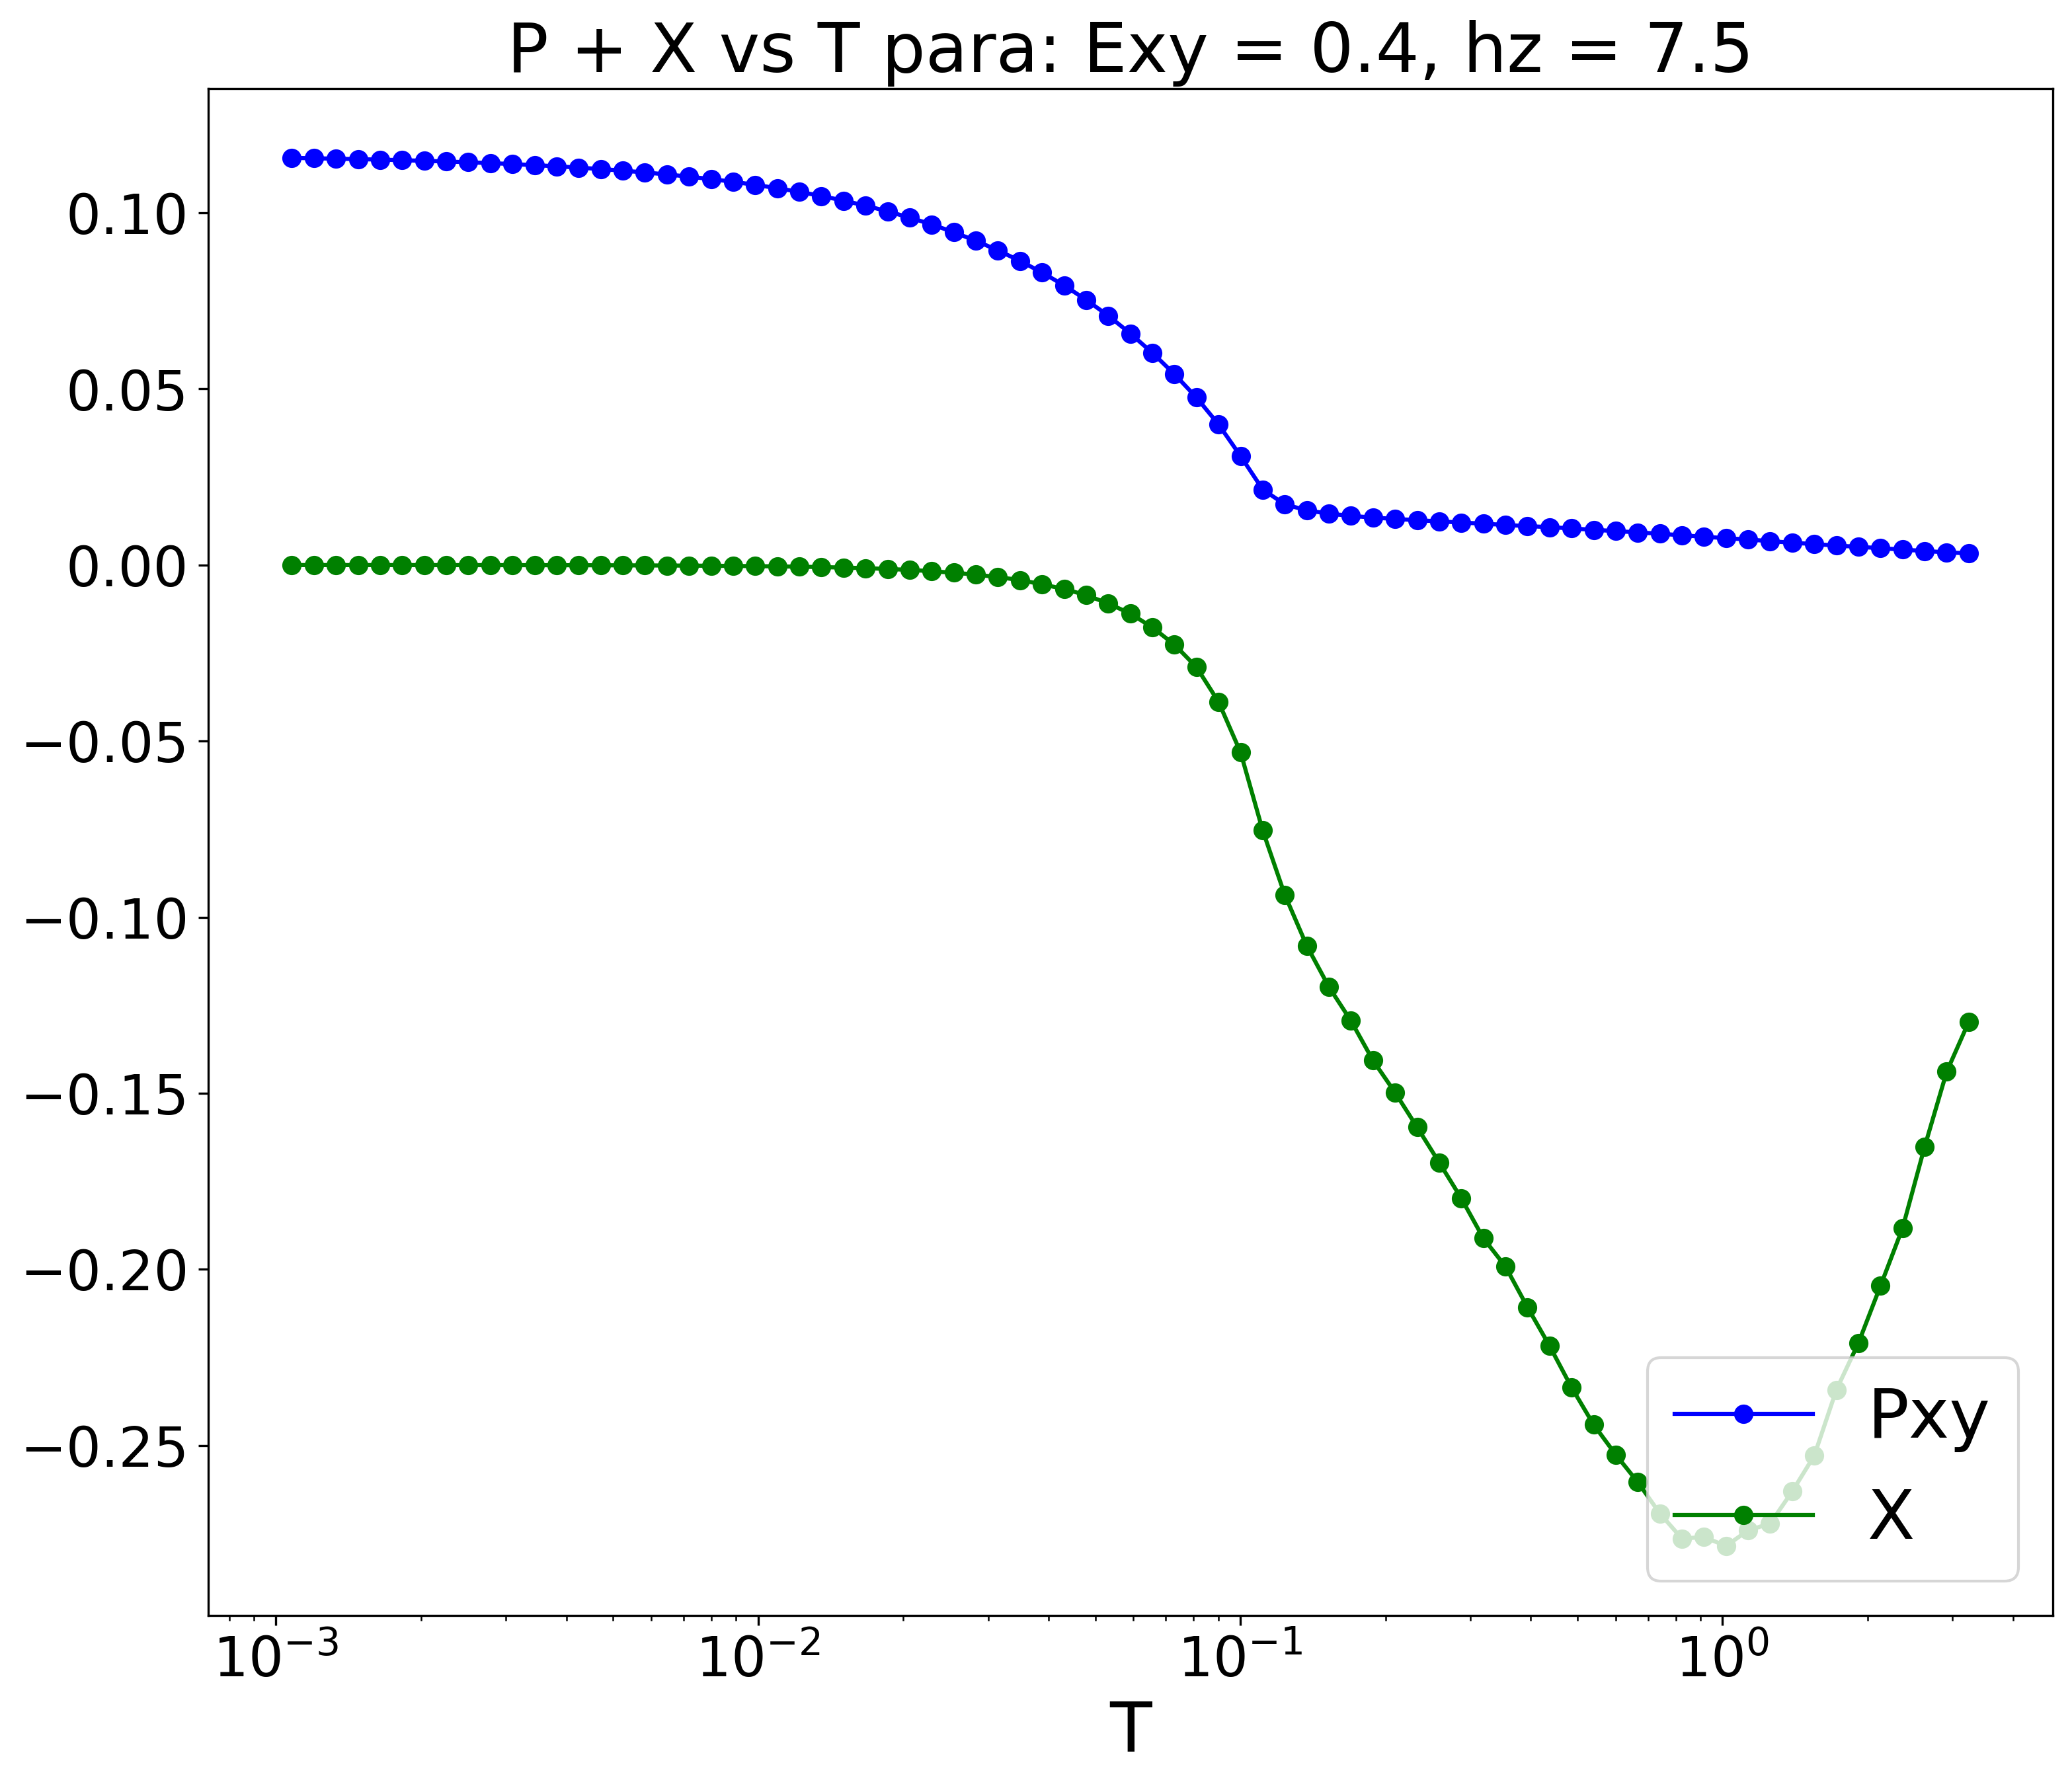 P + X vs T para: Exy = 0.4, hz = 7.5
0.10
0.05
0.00
−0.05
−0.10
−0.15
−0.20
−0.25
Pxy
X
10⁻³ 10⁻² 10⁻¹ 10⁰
T